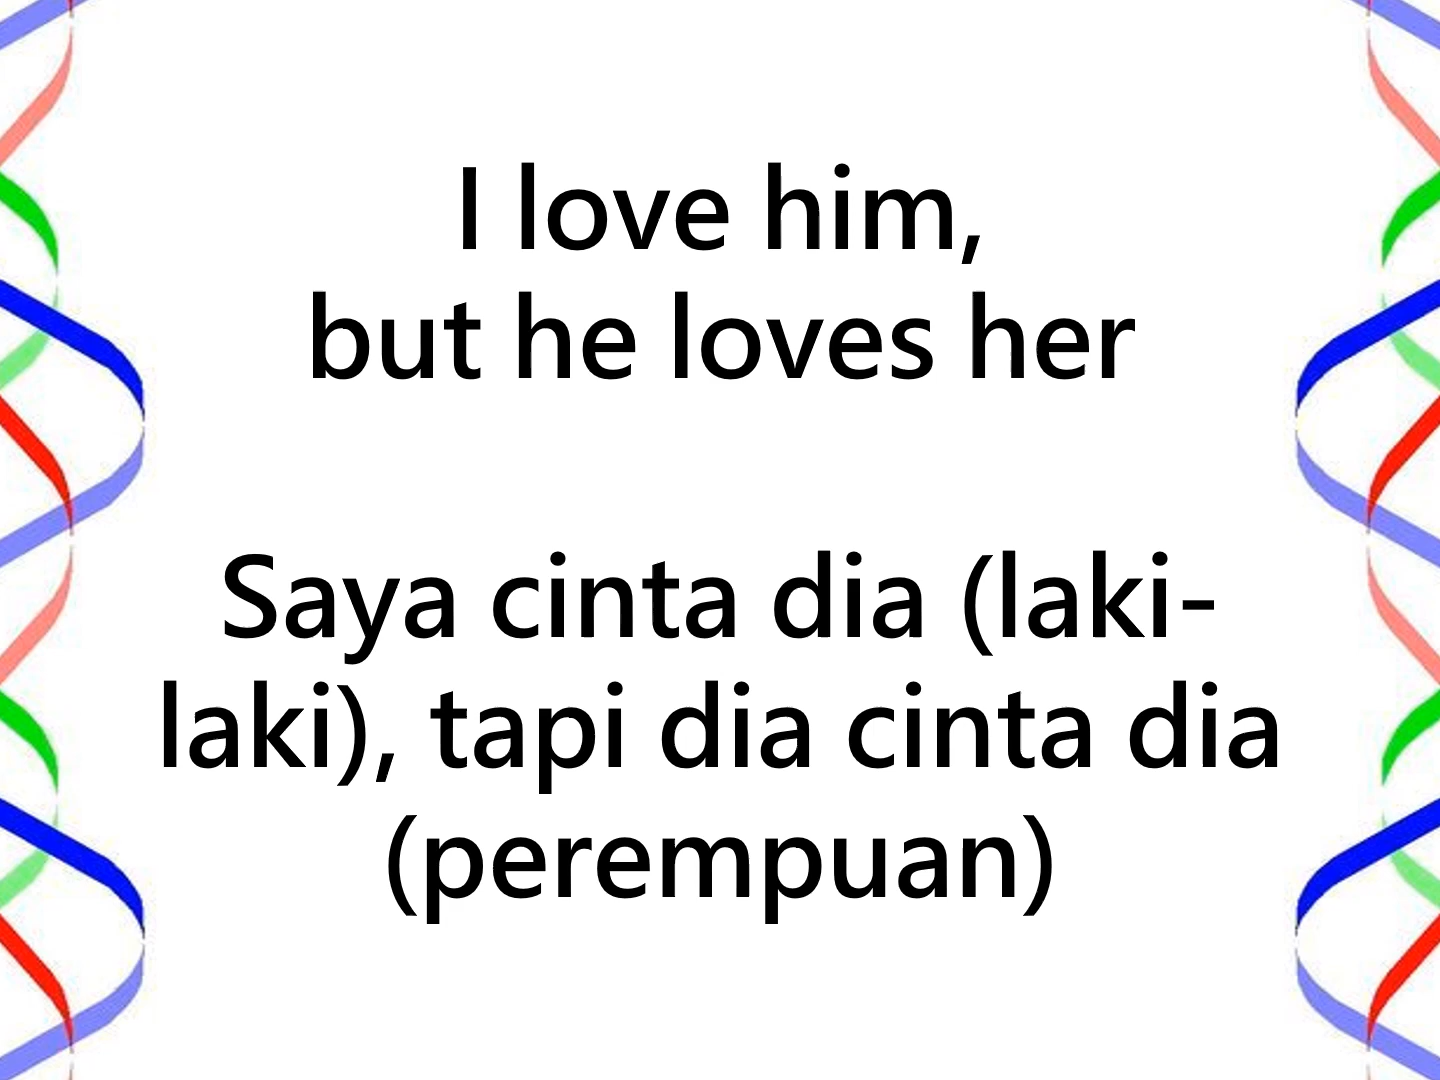 I love him,
but he loves her
Saya cinta dia (laki-
laki), tapi dia cinta dia
(perempuan)